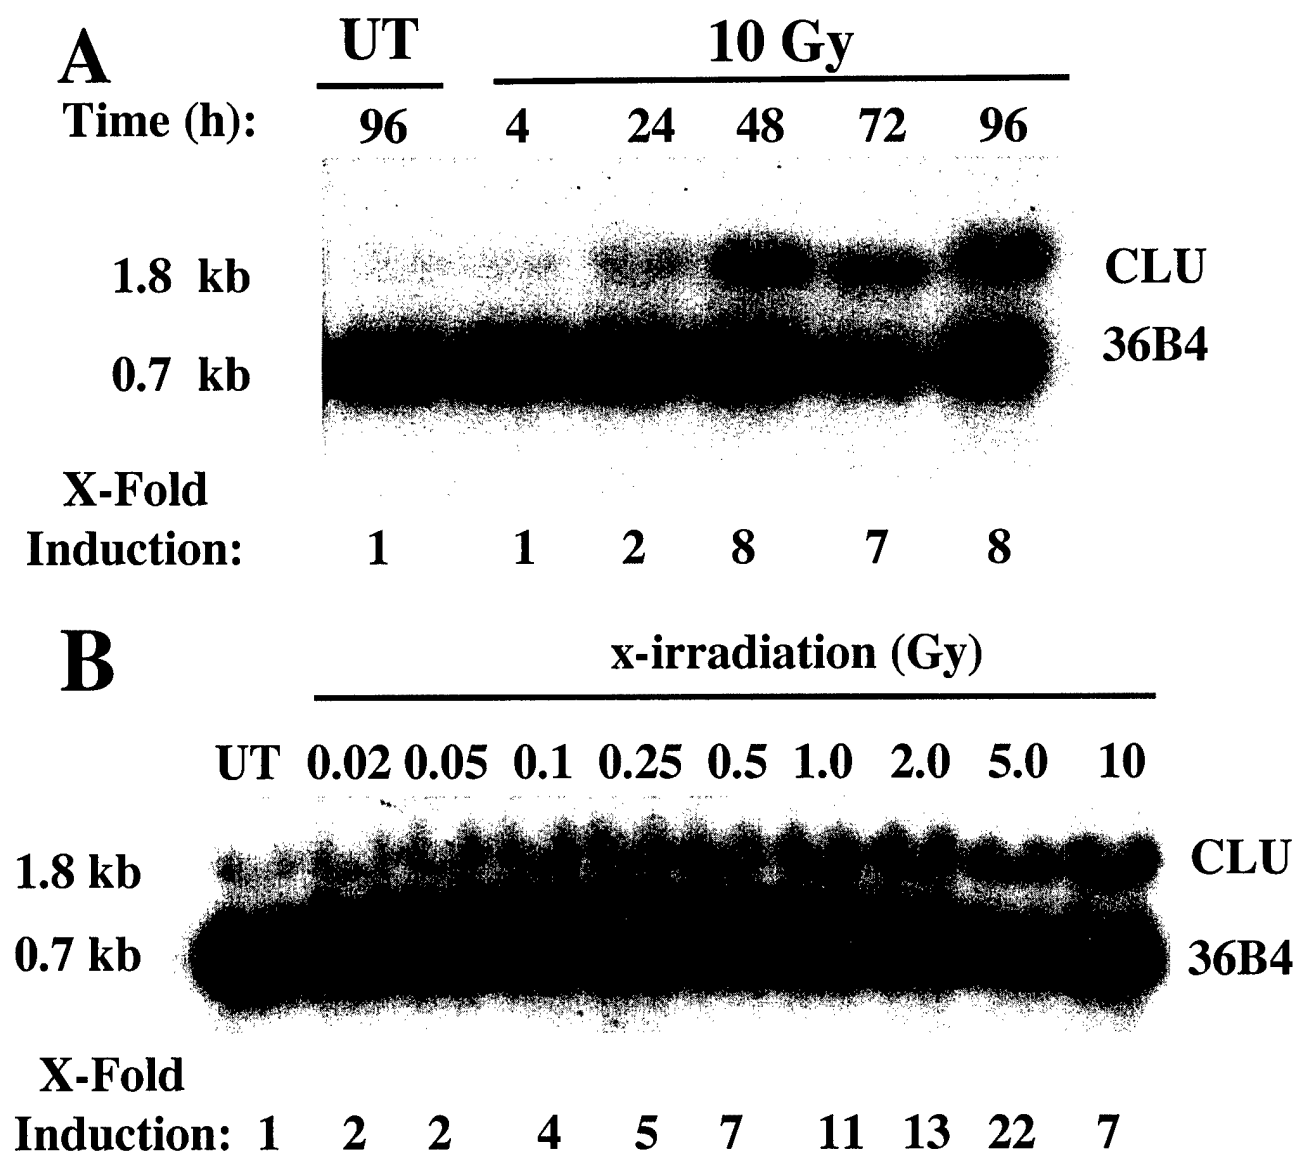 A
UT 10 Gy
Time (h): 96 4 24 48 72 96
1.8 kb CLU
0.7 kb 36B4
X-Fold
Induction: 1 1 2 8 7 8
B
x-irradiation (Gy)
UT 0.02 0.05 0.1 0.25 0.5 1.0 2.0 5.0 10
1.8 kb CLU
0.7 kb 36B4
X-Fold
Induction: 1 2 2 4 5 7 11 13 22 7